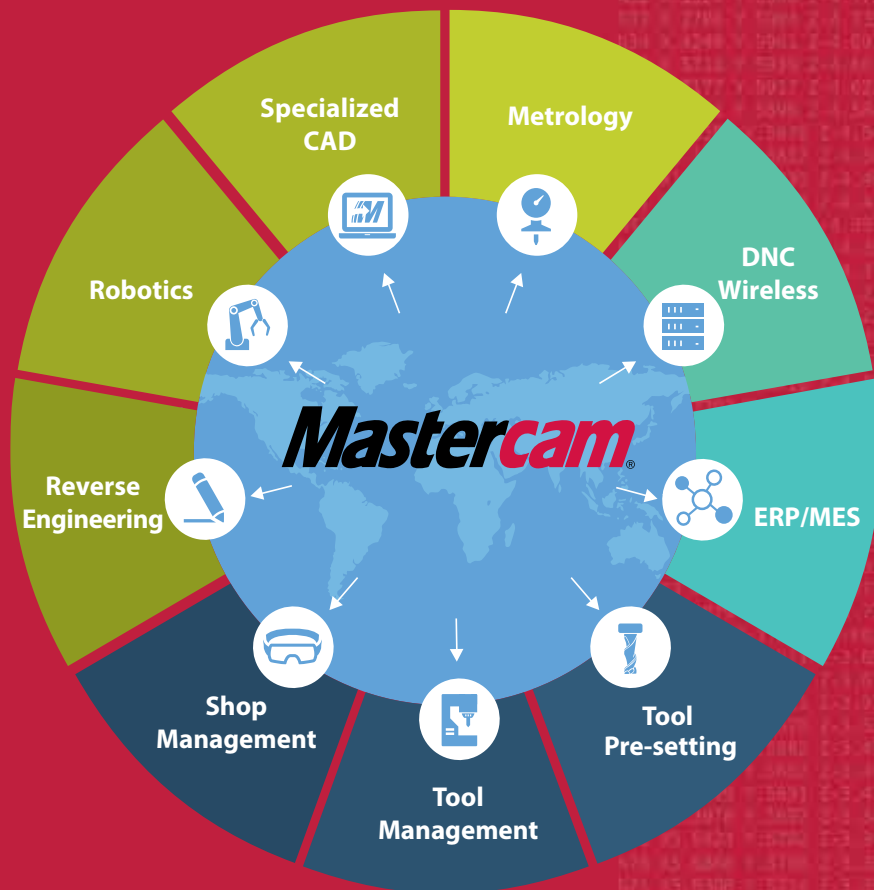 Specialized
CAD
Metrology
DNC
Wireless
ERP/MES
Tool
Pre-setting
Tool
Management
Shop
Management
Reverse
Engineering
Robotics
Mastercam®